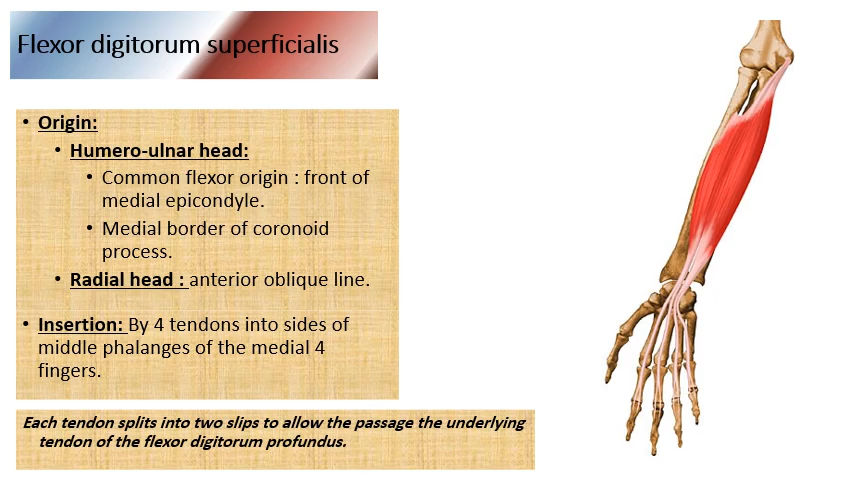 Flexor digitorum superficialis
• Origin:
• Humero-ulnar head:
• Common flexor origin : front of
medial epicondyle.
• Medial border of coronoid
process.
• Radial head : anterior oblique line.
• Insertion: By 4 tendons into sides of
middle phalanges of the medial 4
fingers.
Each tendon splits into two slips to allow the passage the underlying
tendon of the flexor digitorum profundus.